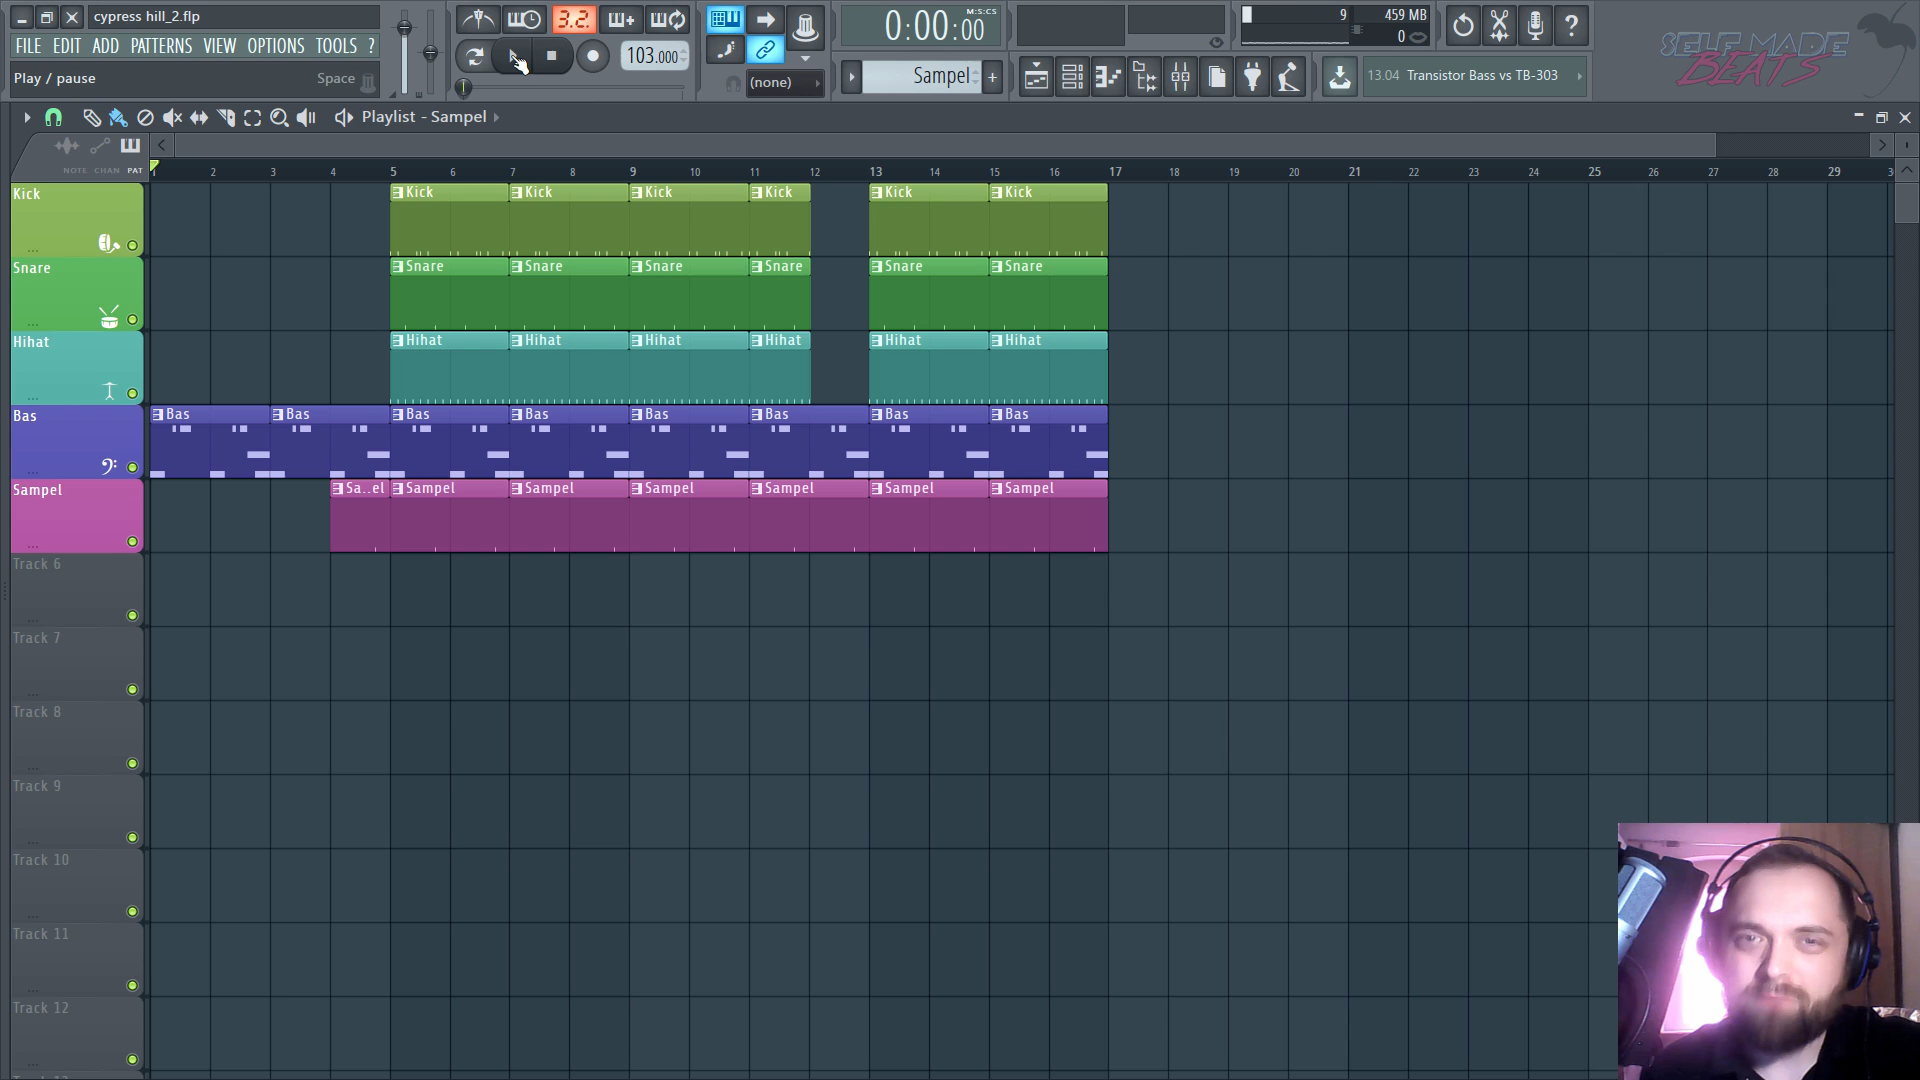 cypress hill_2.flp
FILE EDIT ADD PATTERNS VIEW OPTIONS TOOLS ?
Play / pause Space
3.2.
103.000
(none)
0:00:00 M:S:CS
Sampel
9 459 MB
0
13.04 Transistor Bass vs TB-303
SELF MADE
BEATS
Playlist - Sampel
NOTE CHAN PAT
1 2 3 4 5 6 7 8 9 10 11 12 13 14 15 16 17 18 19 20 21 22 23 24 25 26 27 28 29
Kick Kick Kick Kick Kick Kick Kick
Snare Snare Snare Snare Snare Snare Snare
Hihat Hihat Hihat Hihat Hihat Hihat Hihat
Bas Bas Bas Bas Bas Bas Bas Bas Bas
Sampel Sa..el Sampel Sampel Sampel Sampel Sampel Sampel
Track 6
Track 7
Track 8
Track 9
Track 10
Track 11
Track 12